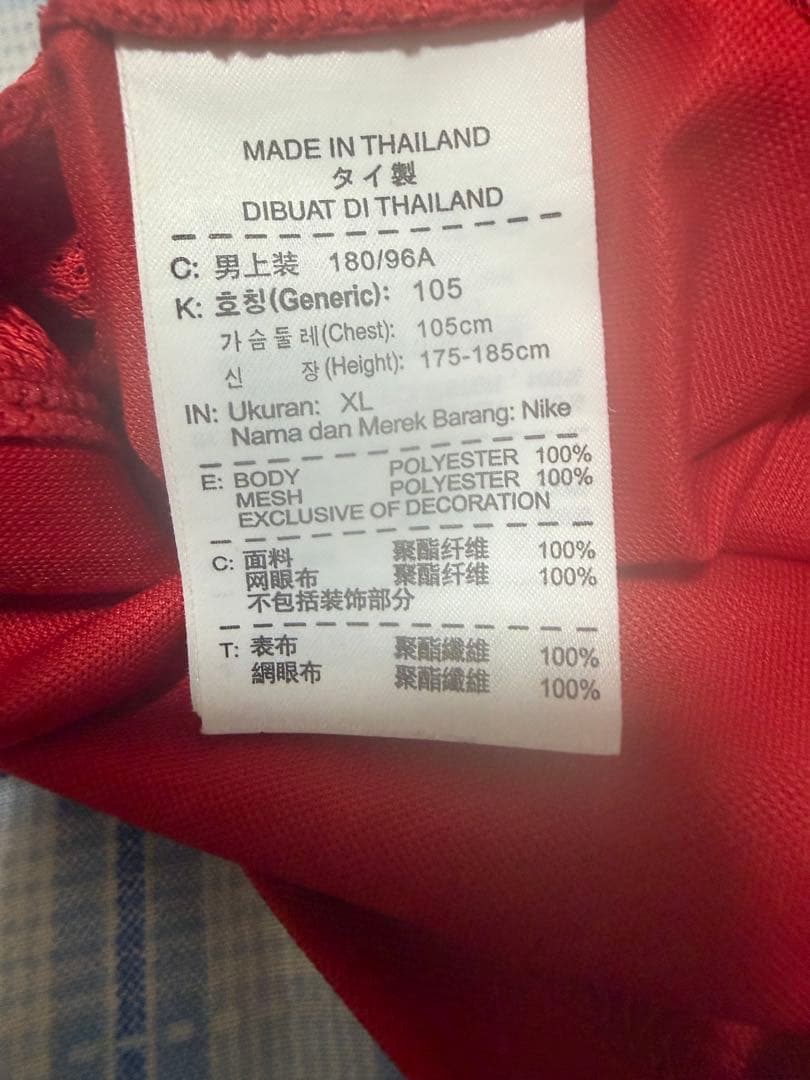 MADE IN THAILAND
タイ製
DIBUAT DI THAILAND
C: 男上装 180/96A
K: 호칭(Generic): 105
가슴둘레(Chest): 105cm
신 장(Height): 175-185cm
IN: Ukuran: XL
Nama dan Merek Barang: Nike
E: BODY POLYESTER 100%
MESH POLYESTER 100%
EXCLUSIVE OF DECORATION
C: 面料 聚酯纤维 100%
网眼布 聚酯纤维 100%
不包括装饰部分
T: 表布 聚酯纖維 100%
網眼布 聚酯纖維 100%